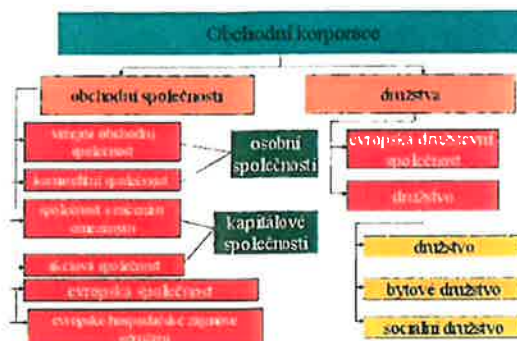 Obchodní korporace
obchodní společnosti
družstva
veřejná obchodní
společnost
osobní
společnosti
evropská družstevní
společnost
komanditní společnost
družstvo
společnost s ručením
omezeným
kapitálové
společnosti
družstvo
akciová společnost
evropská společnost
bytové družstvo
evropské hospodářské zájmové
sdružení
sociální družstvo